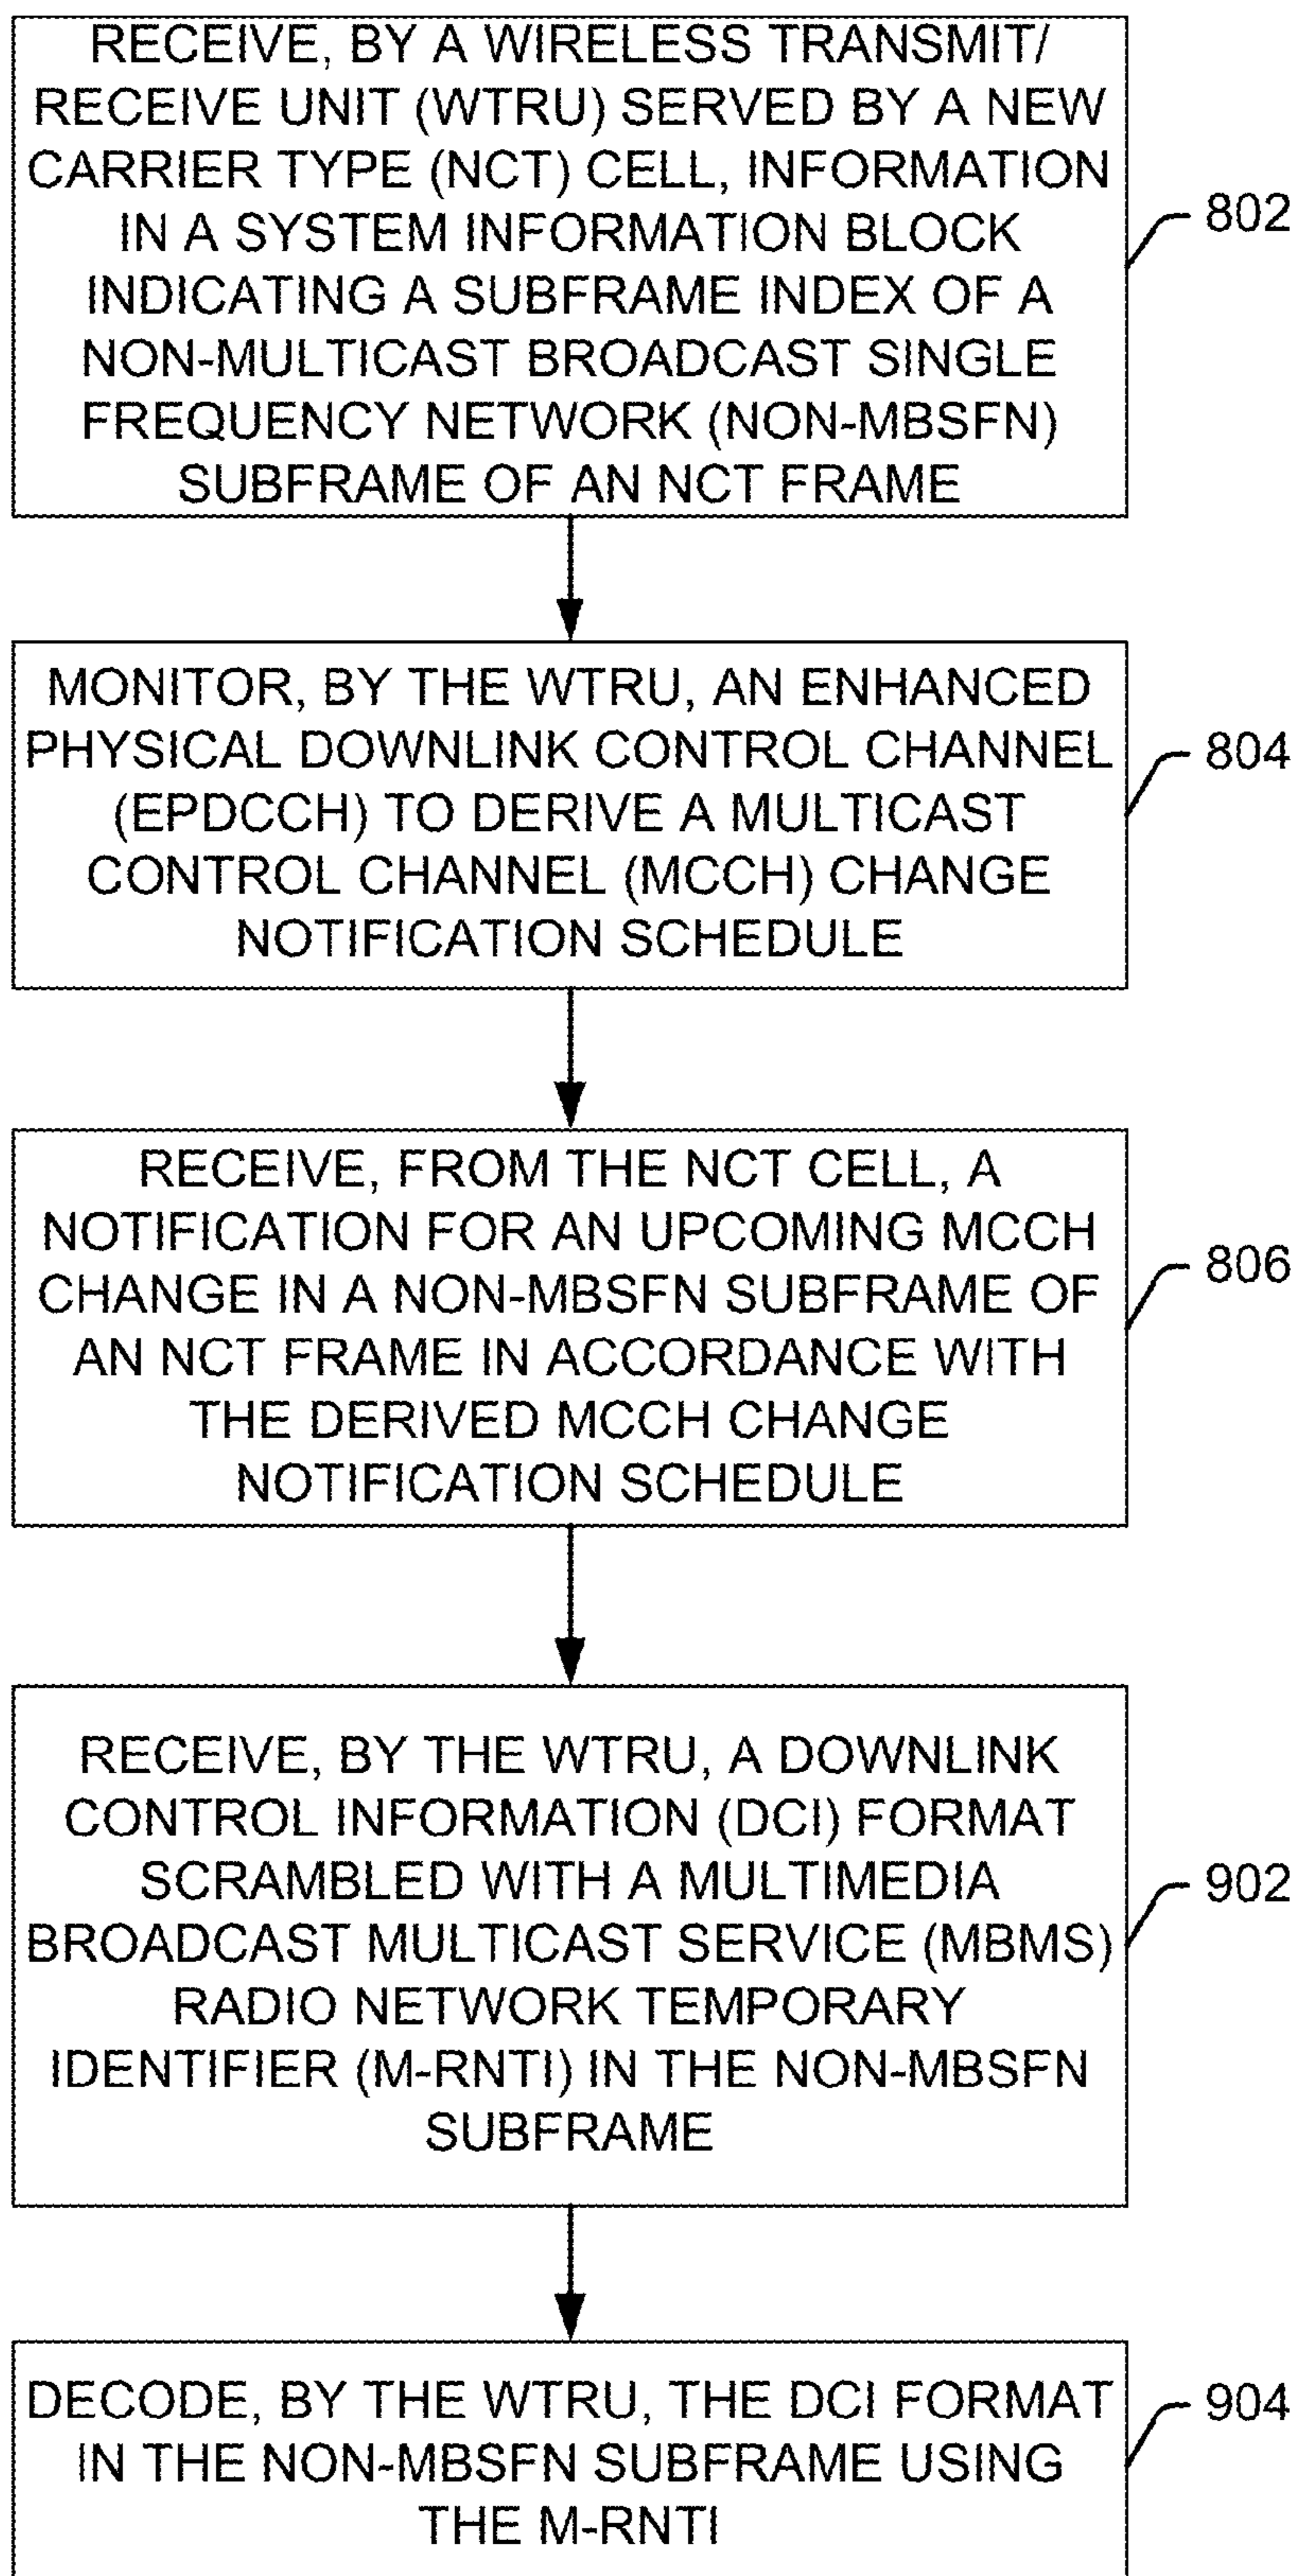 RECEIVE, BY A WIRELESS TRANSMIT/
RECEIVE UNIT (WTRU) SERVED BY A NEW
CARRIER TYPE (NCT) CELL, INFORMATION
IN A SYSTEM INFORMATION BLOCK
INDICATING A SUBFRAME INDEX OF A
NON-MULTICAST BROADCAST SINGLE
FREQUENCY NETWORK (NON-MBSFN)
SUBFRAME OF AN NCT FRAME
802
MONITOR, BY THE WTRU, AN ENHANCED
PHYSICAL DOWNLINK CONTROL CHANNEL
(EPDCCH) TO DERIVE A MULTICAST
CONTROL CHANNEL (MCCH) CHANGE
NOTIFICATION SCHEDULE
804
RECEIVE, FROM THE NCT CELL, A
NOTIFICATION FOR AN UPCOMING MCCH
CHANGE IN A NON-MBSFN SUBFRAME OF
AN NCT FRAME IN ACCORDANCE WITH
THE DERIVED MCCH CHANGE
NOTIFICATION SCHEDULE
806
RECEIVE, BY THE WTRU, A DOWNLINK
CONTROL INFORMATION (DCI) FORMAT
SCRAMBLED WITH A MULTIMEDIA
BROADCAST MULTICAST SERVICE (MBMS)
RADIO NETWORK TEMPORARY
IDENTIFIER (M-RNTI) IN THE NON-MBSFN
SUBFRAME
902
DECODE, BY THE WTRU, THE DCI FORMAT
IN THE NON-MBSFN SUBFRAME USING
THE M-RNTI
904